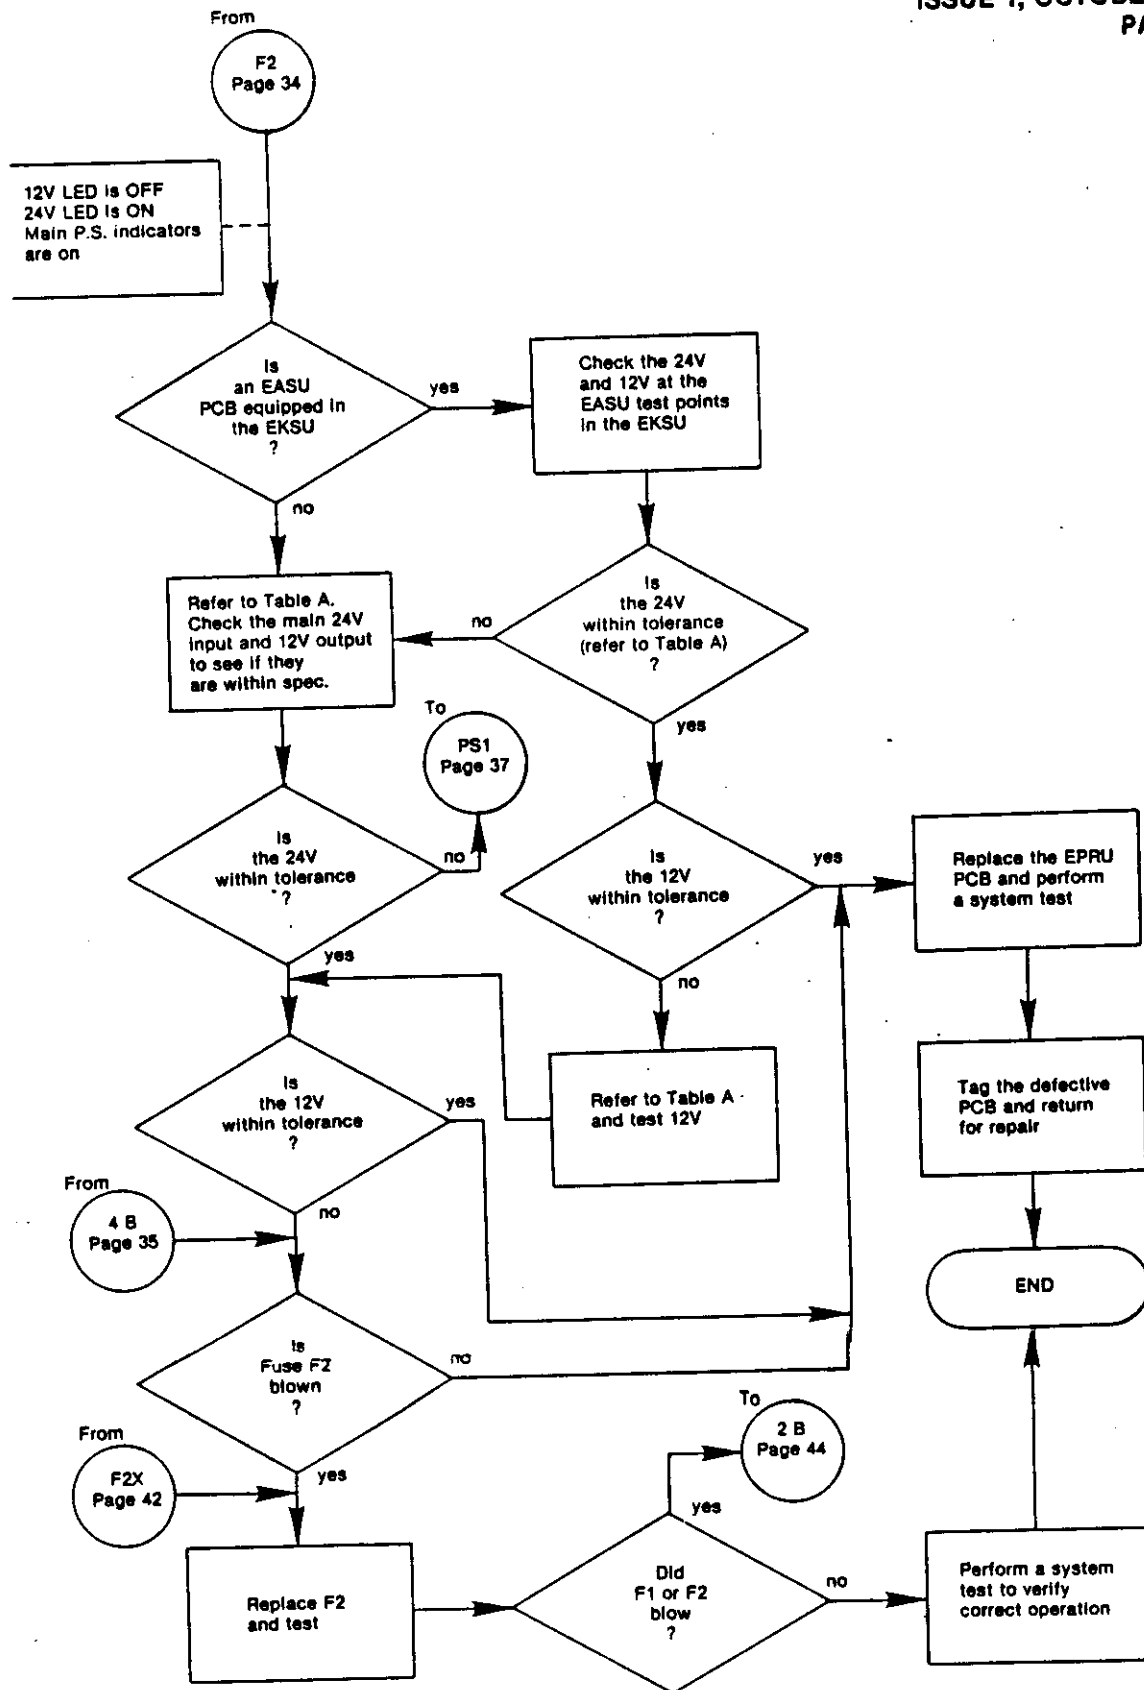 ISSUE 1,
PA
From
F2
Page 34
12V LED is OFF
24V LED is ON
Main P.S. indicators
are on
Is
an EASU
PCB equipped in
the EKSU
?
yes
no
Check the 24V
and 12V at the
EASU test points
in the EKSU
Refer to Table A.
Check the main 24V
input and 12V output
to see if they
are within spec.
no
Is
the 24V
within tolerance
(refer to Table A)
?
yes
To
PS1
Page 37
Is
the 24V
within tolerance
?
no
yes
Is
the 12V
within tolerance
?
yes
no
Replace the EPRU
PCB and perform
a system test
Is
the 12V
within tolerance
?
yes
no
Refer to Table A
and test 12V
Tag the defective
PCB and return
for repair
From
4 B
Page 35
END
Is
Fuse F2
blown
?
no
yes
From
F2X
Page 42
To
2 B
Page 44
Replace F2
and test
yes
Did
F1 or F2
blow
?
no
Perform a system
test to verify
correct operation